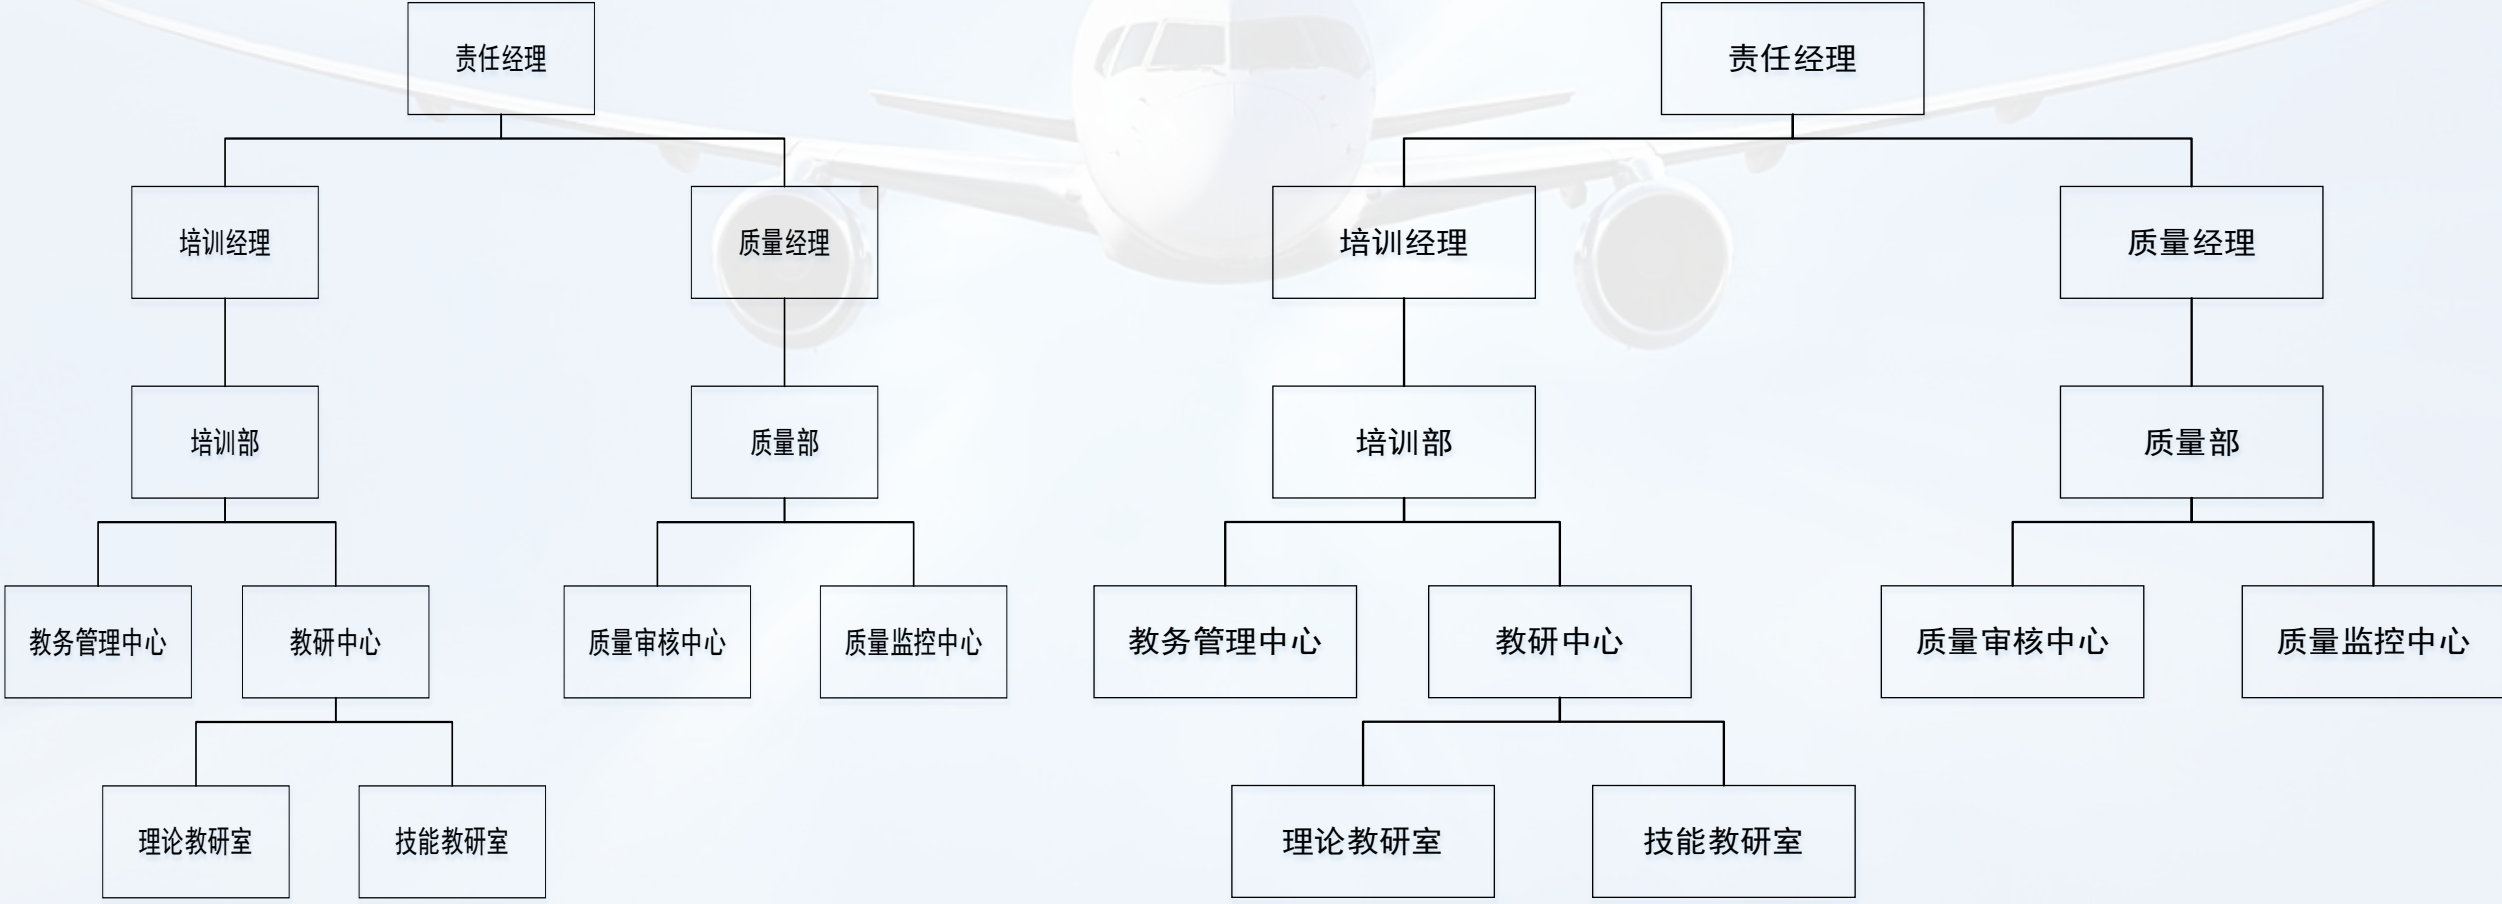 责任经理
培训经理
质量经理
培训部
质量部
教务管理中心
教研中心
质量审核中心
质量监控中心
理论教研室
技能教研室
责任经理
培训经理
质量经理
培训部
质量部
教务管理中心
教研中心
质量审核中心
质量监控中心
理论教研室
技能教研室